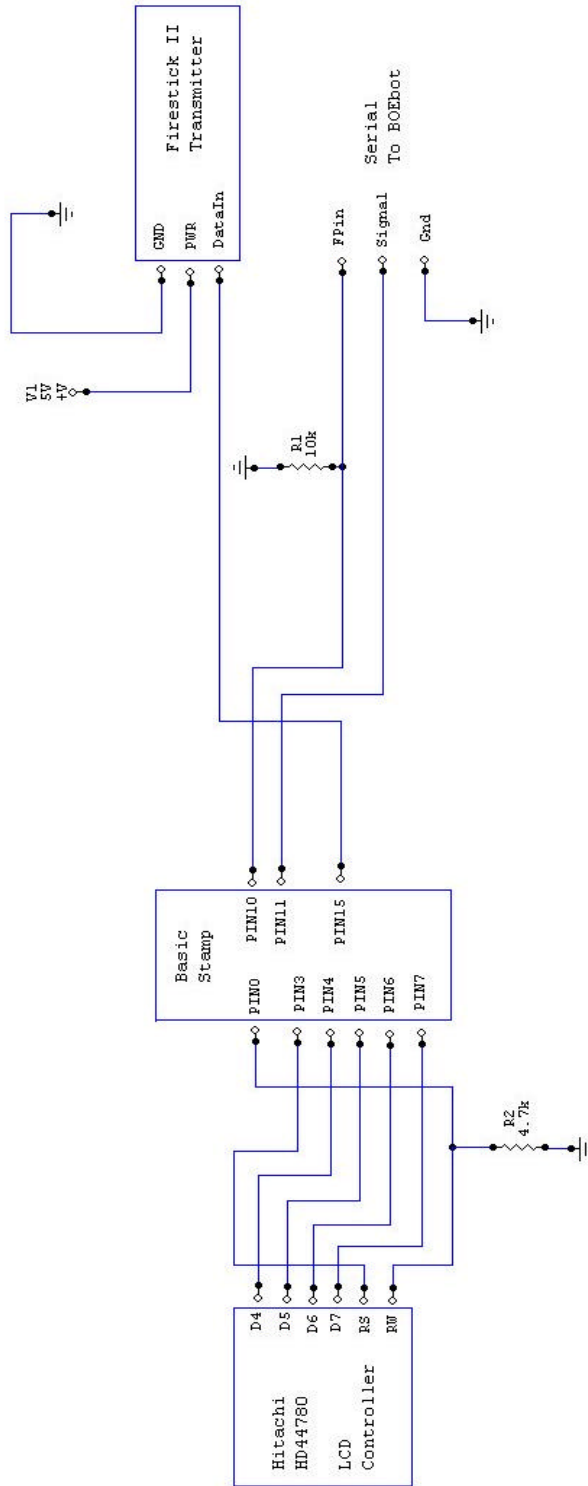 Hitachi
HD44780
LCD
Controller
D4
D5
D6
D7
RS
RW
R2
4.7k
Basic
Stamp
PIN0
PIN3
PIN4
PIN5
PIN6
PIN7
PIN10
PIN11
PIN15
R1
10k
V1
5V
+V
Firestick II
Transmitter
GND
PWR
DataIn
FPin
Signal
Gnd
Serial
To BOEbot